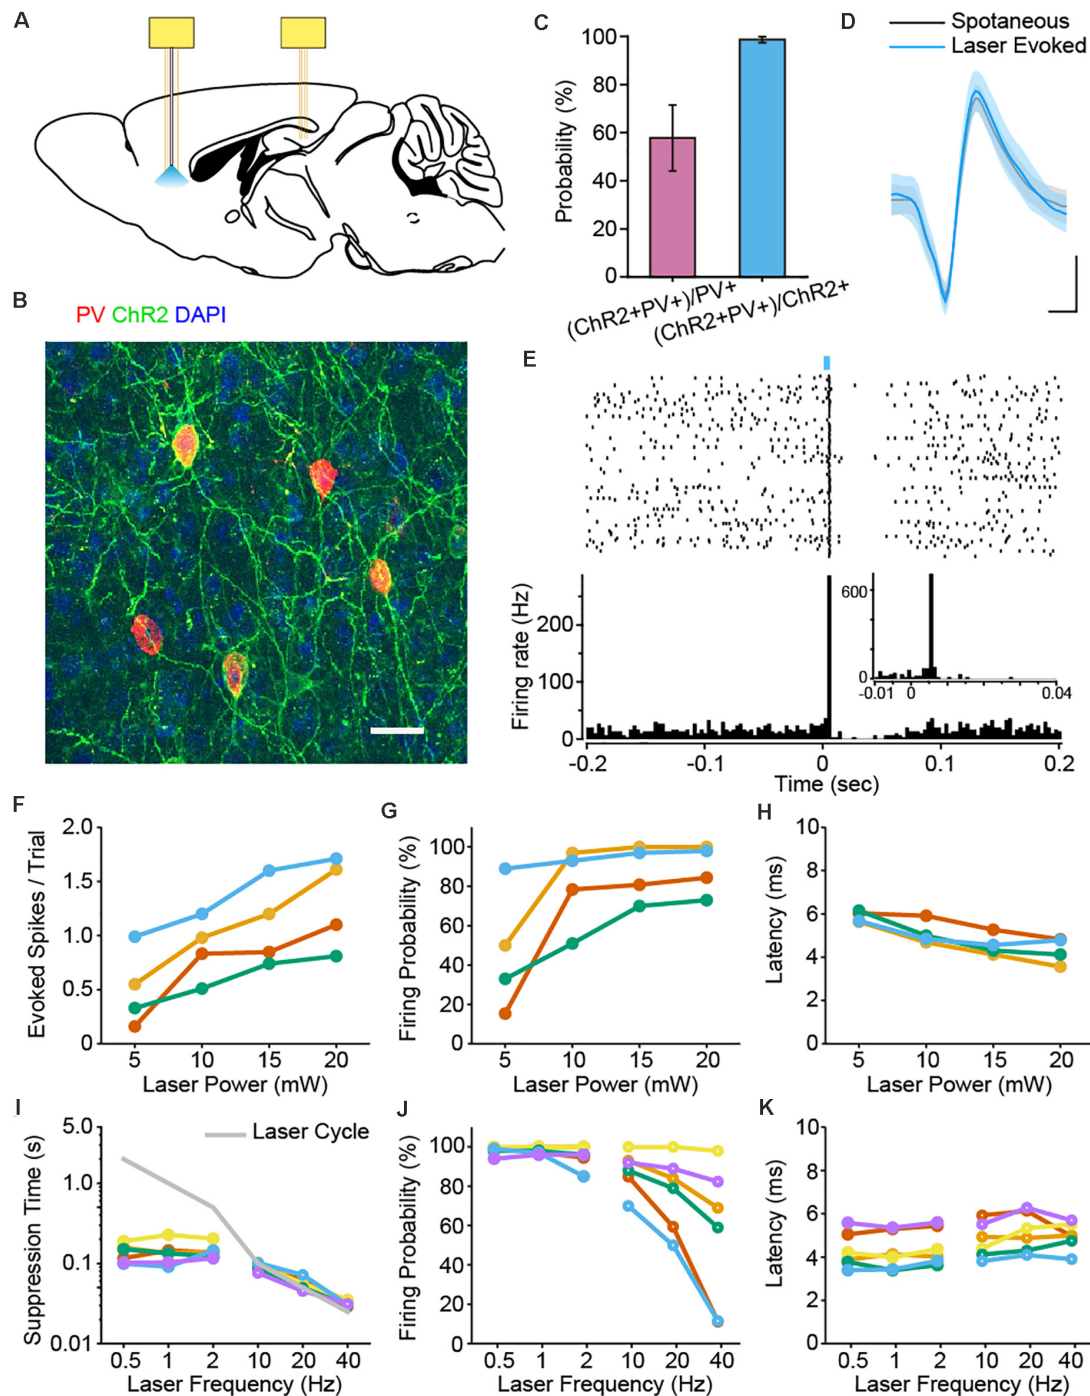 A
C
Probability (%)
100
80
60
40
20
0
(ChR2+PV+)/PV+
(ChR2+PV+)/ChR2+
D
Spotaneous
Laser Evoked
B
PV ChR2 DAPI
E
Firing rate (Hz)
200
100
0
600
0
-0.01 0 0.04
-0.2 -0.1 0 0.1 0.2
Time (sec)
F
Evoked Spikes / Trial
2.0
1.5
1.0
0.5
0
5 10 15 20
Laser Power (mW)
G
Firing Probability (%)
100
80
60
40
20
0
5 10 15 20
Laser Power (mW)
H
Latency (ms)
10
8
6
4
2
0
5 10 15 20
Laser Power (mW)
I
Laser Cycle
Suppression Time (s)
5.0
1.0
0.1
0.01
0.5 1 2 10 20 40
Laser Frequency (Hz)
J
Firing Probability (%)
100
80
60
40
20
0
0.5 1 2 10 20 40
Laser Frequency (Hz)
K
Latency (ms)
10
8
6
4
2
0
0.5 1 2 10 20 40
Laser Frequency (Hz)